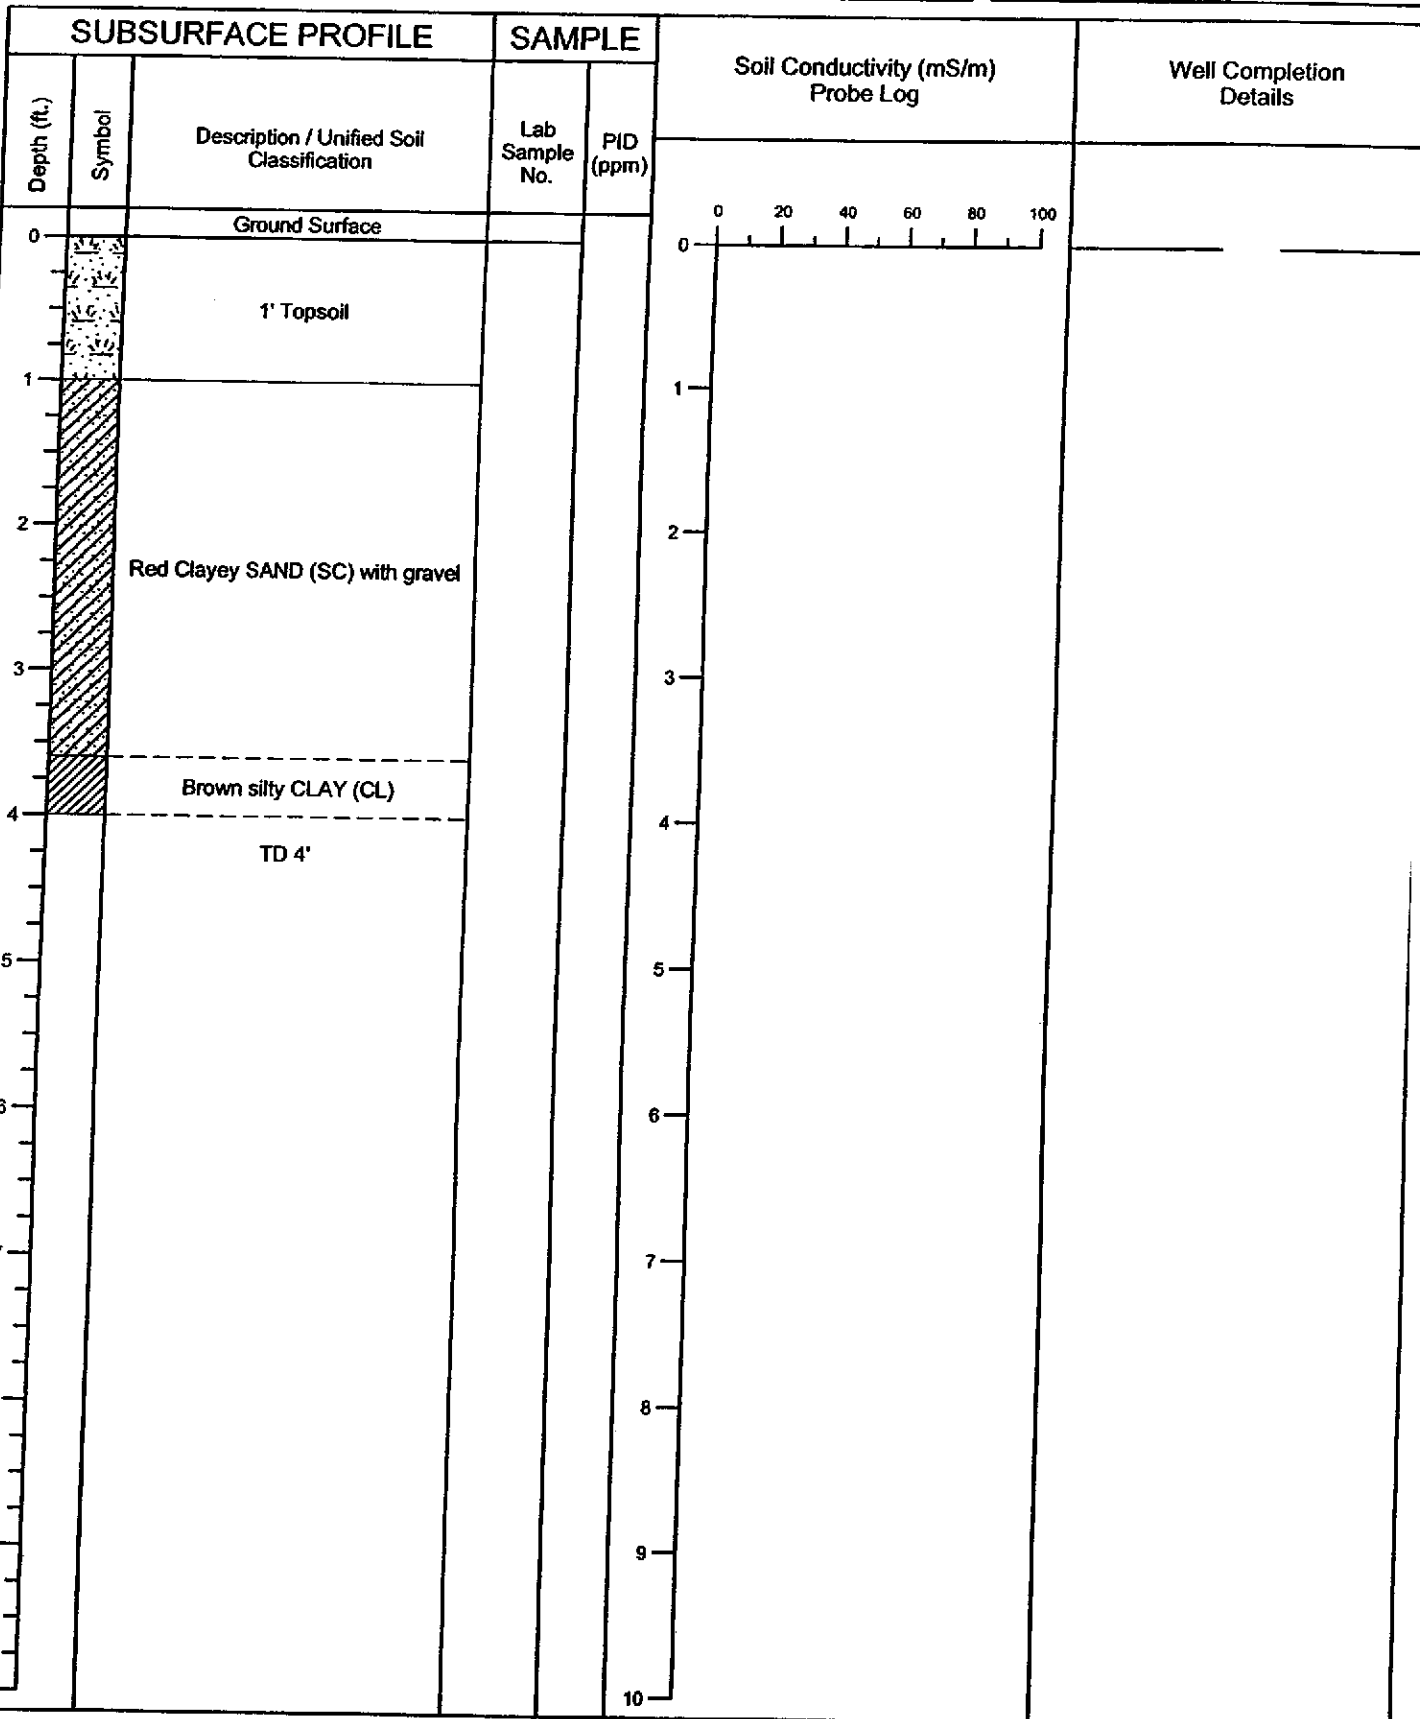 SUBSURFACE PROFILE
SAMPLE
Soil Conductivity (mS/m)
Probe Log
Well Completion
Details
Depth (ft.)
Symbol
Description / Unified Soil
Classification
Lab
Sample
No.
PID
(ppm)
Ground Surface
0 20 40 60 80 100
0
0
1' Topsoil
1
1
2
2
Red Clayey SAND (SC) with gravel
3
3
Brown silty CLAY (CL)
4
4
TD 4'
5
5
6
6
7
8
9
10